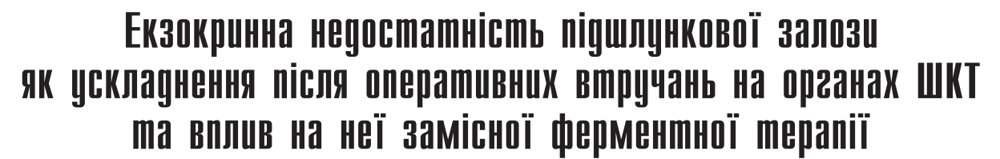 Екзокринна недостатність підшлункової залози
як ускладнення після оперативних втручань на органах ШКТ
та вплив на неї замісної ферментної терапії